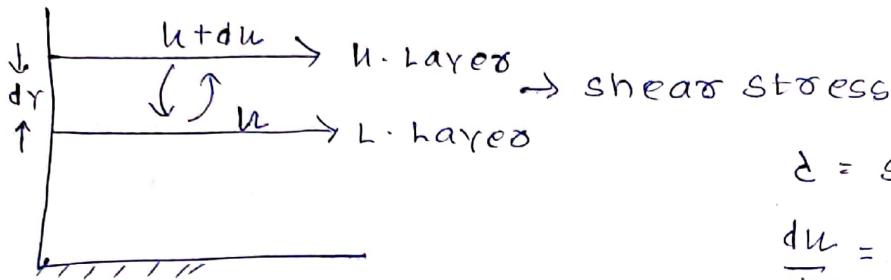 u+du
U. Layer
→ shear stress
dy
u
L. Layer
λ = s
du =